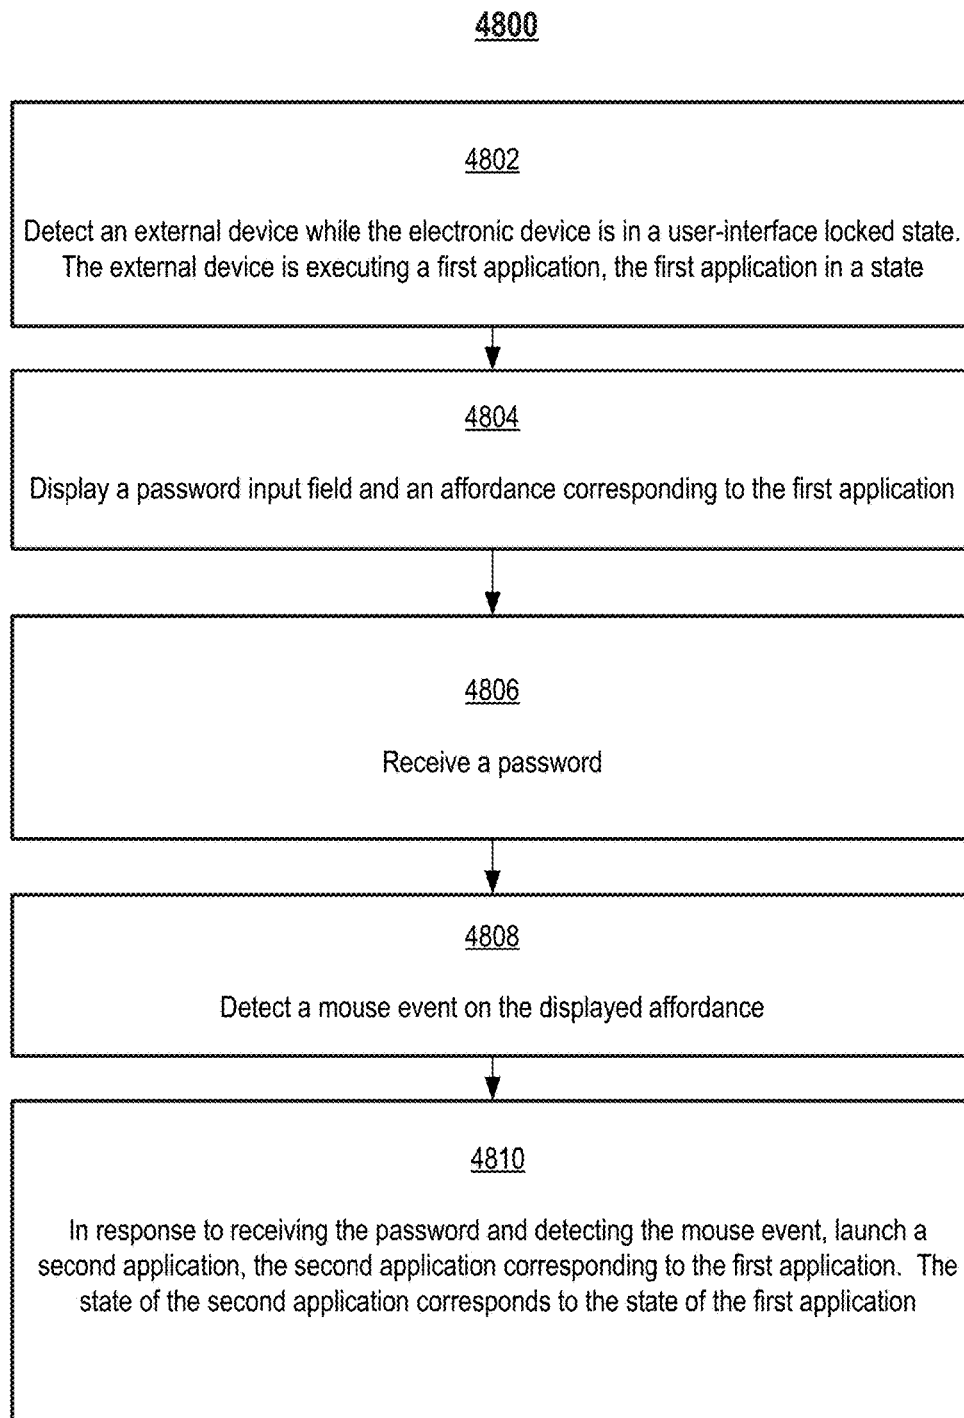 4800
4802
Detect an external device while the electronic device is in a user-interface locked state.
The external device is executing a first application, the first application in a state
4804
Display a password input field and an affordance corresponding to the first application
4806
Receive a password
4808
Detect a mouse event on the displayed affordance
4810
In response to receiving the password and detecting the mouse event, launch a
second application, the second application corresponding to the first application. The
state of the second application corresponds to the state of the first application